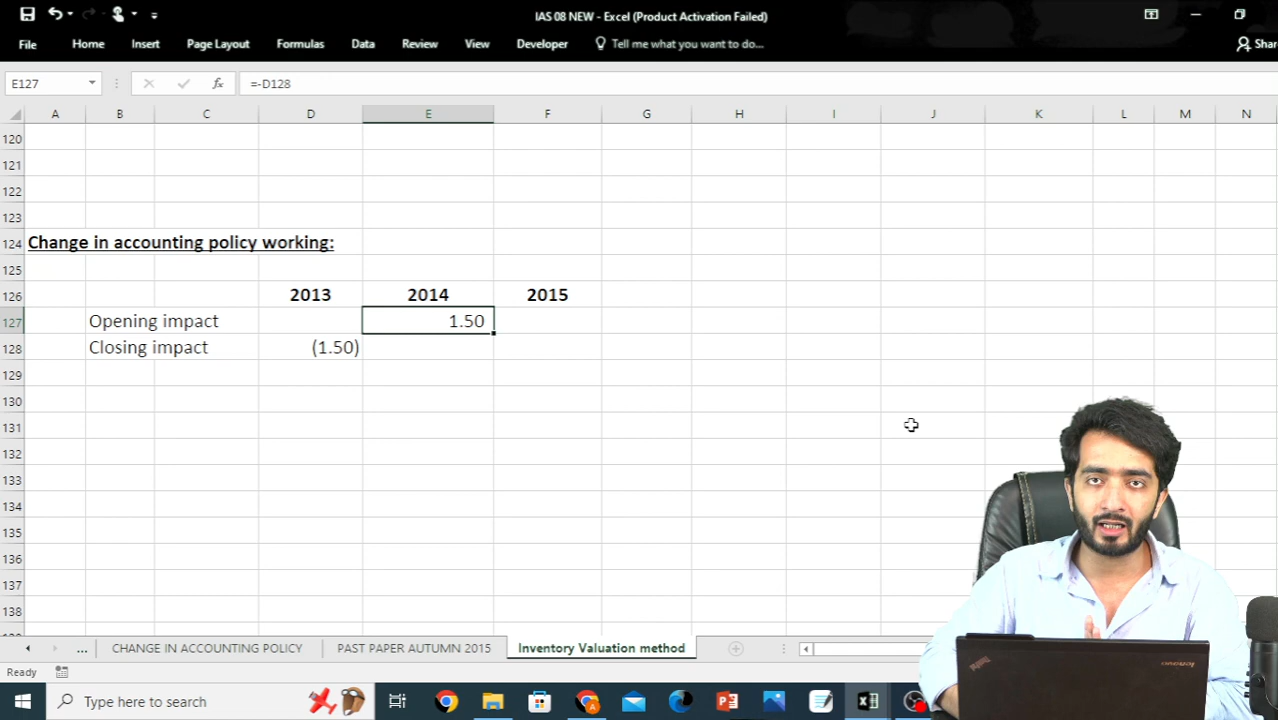 IAS 08 NEW - Excel (Product Activation Failed)
File Home Insert Page Layout Formulas Data Review View Developer Tell me what you want to do... Shar
E127 fx =-D128
A B C D E F G H I J K L M N
120
121
122
123
124 Change in accounting policy working:
125
126 2013 2014 2015
127 Opening impact 1.50
128 Closing impact (1.50)
129
130
131
132
133
134
135
136
137
138
... CHANGE IN ACCOUNTING POLICY PAST PAPER AUTUMN 2015 Inventory Valuation method
Ready
Type here to search